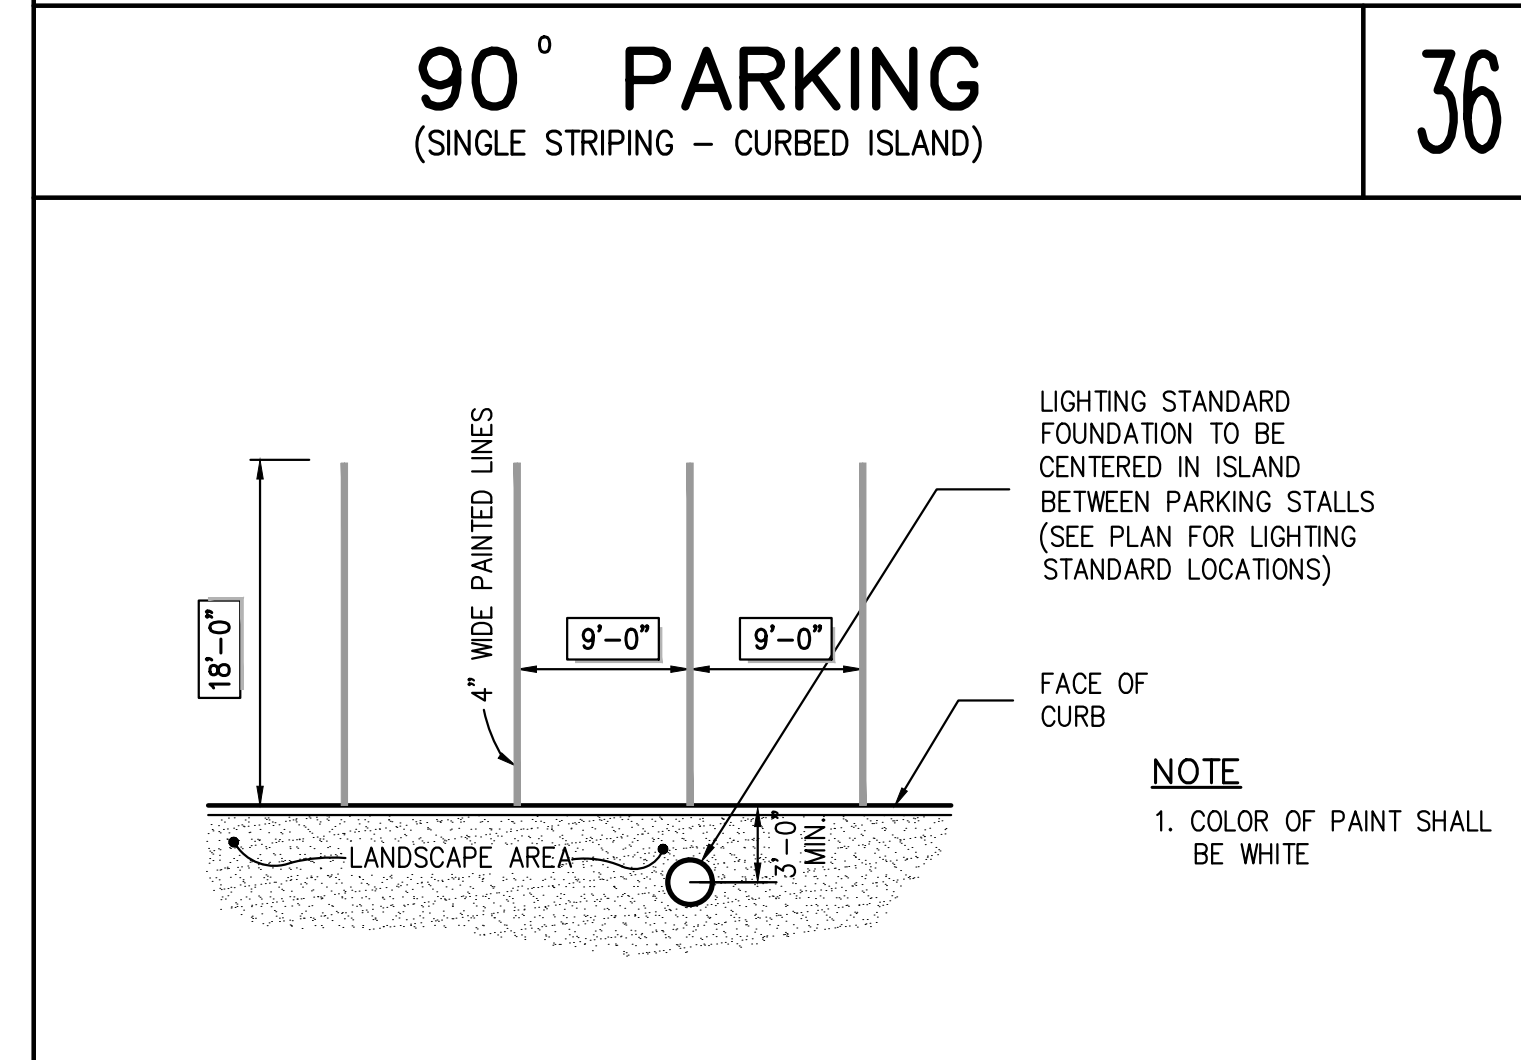 90° PARKING
(SINGLE STRIPING – CURBED ISLAND)
36
LIGHTING STANDARD
FOUNDATION TO BE
CENTERED IN ISLAND
BETWEEN PARKING STALLS
(SEE PLAN FOR LIGHTING
STANDARD LOCATIONS)
4" WIDE PAINTED LINES
18'-0"
9'-0"
9'-0"
FACE OF
CURB
NOTE
1. COLOR OF PAINT SHALL
BE WHITE
3'-0"
MIN.
LANDSCAPE AREA